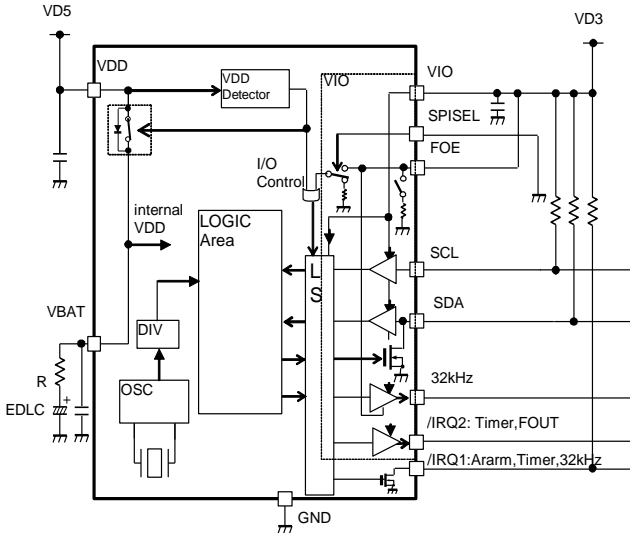 VD5
VD3
VDD
VDD
Detector
VIO
VIO
SPISEL
FOE
I/O
Control
internal
VDD
LOGIC
Area
L
S
SCL
SDA
VBAT
DIV
R
EDLC
+
OSC
32kHz
/IRQ2: Timer,FOUT
/IRQ1:Ararm,Timer,32kHz
GND